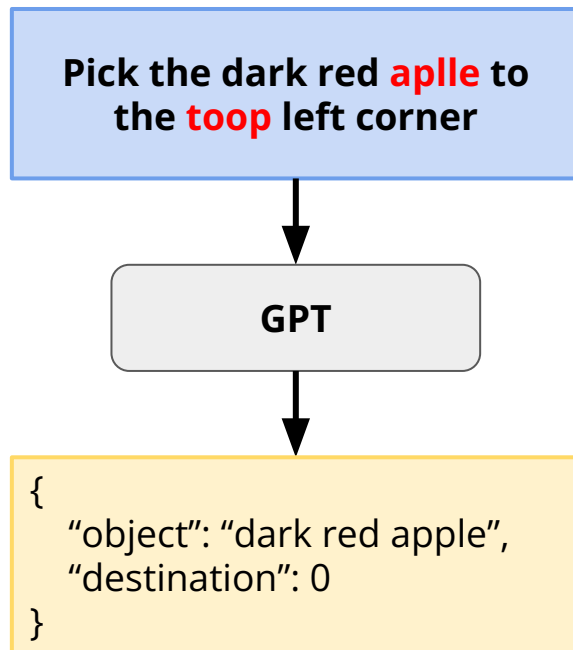 Pick the dark red aplle to
the toop left corner
GPT
{
“object”: “dark red apple”,
“destination”: 0
}